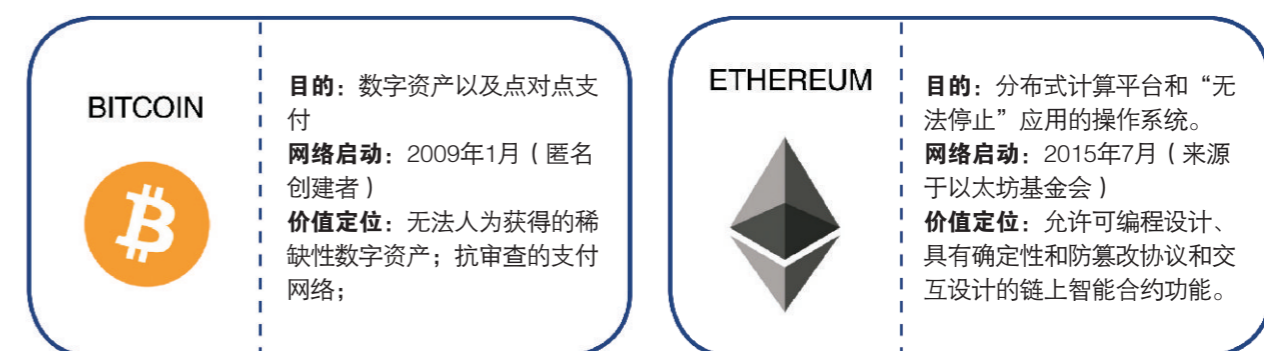 BITCOIN
目的：数字资产以及点对点支
付
网络启动：2009年1月（匿名
创建者）
价值定位：无法人为获得的稀
缺性数字资产；抗审查的支付
网络；
ETHEREUM
目的：分布式计算平台和“无
法停止”应用的操作系统。
网络启动：2015年7月（来源
于以太坊基金会）
价值定位：允许可编程设计、
具有确定性和防篡改协议和交
互设计的链上智能合约功能。